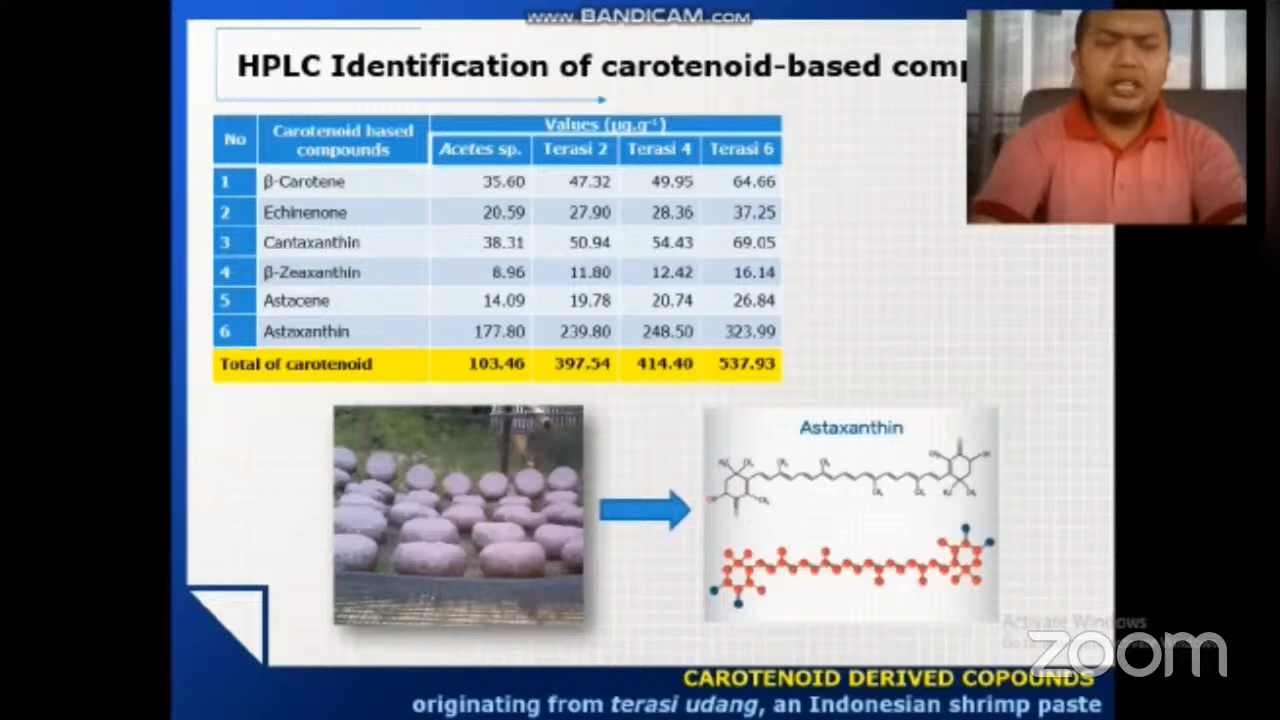 www.BANDICAM.com
HPLC Identification of carotenoid-based comp
No Carotenoid based compounds Values (µg.g⁻¹)
Acetes sp. Terasi 2 Terasi 4 Terasi 6
1 β-Carotene 35.60 47.32 49.95 64.66
2 Echinenone 20.59 27.90 28.36 37.25
3 Cantaxanthin 38.31 50.94 54.43 69.05
4 β-Zeaxanthin 8.96 11.80 12.42 16.14
5 Astacene 14.09 19.78 20.74 26.84
6 Astaxanthin 177.80 239.80 248.50 323.99
Total of carotenoid 103.46 397.54 414.40 537.93
Astaxanthin
Activate Windows
zoom
CAROTENOID DERIVED COPOUNDS
originating from terasi udang, an Indonesian shrimp paste